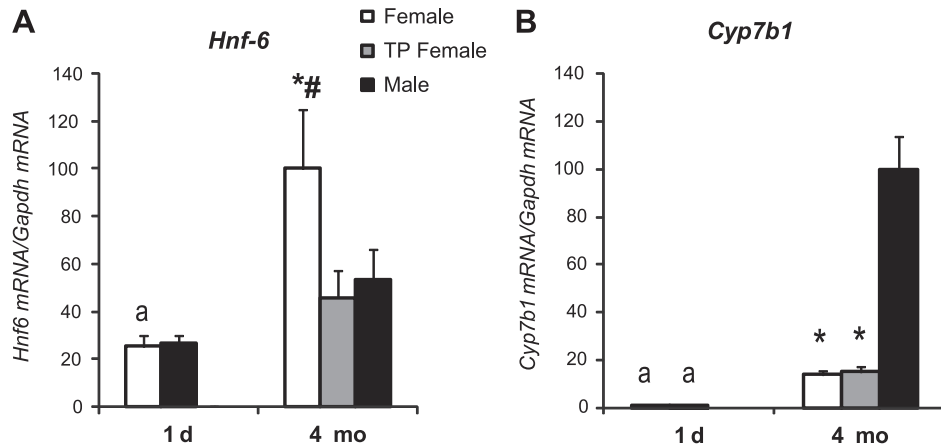 A
Hnf-6
Hnf6 mRNA/Gapdh mRNA
140
120
100
80
60
40
20
0
a
*#
1 d
4 mo
Female
TP Female
Male
B
Cyp7b1
Cyp7b1 mRNA/Gapdh mRNA
140
120
100
80
60
40
20
0
a a
* *
1 d
4 mo